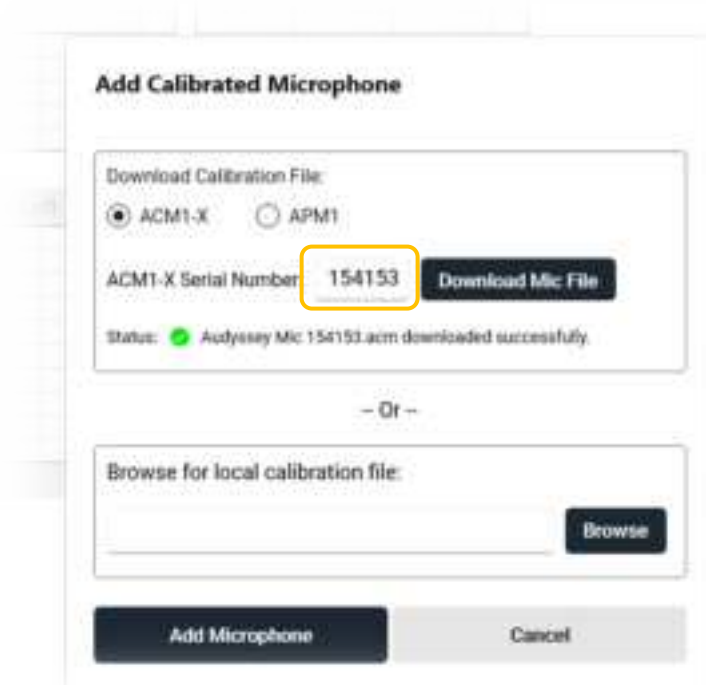 Add Calibrated Microphone
Download Calibration File:
ACM1-X APM1
ACM1-X Serial Number 154153 Download Mic File
Status: Audyssey Mic 154153.acm downloaded successfully.
-- Or --
Browse for local calibration file:
Browse
Add Microphone Cancel